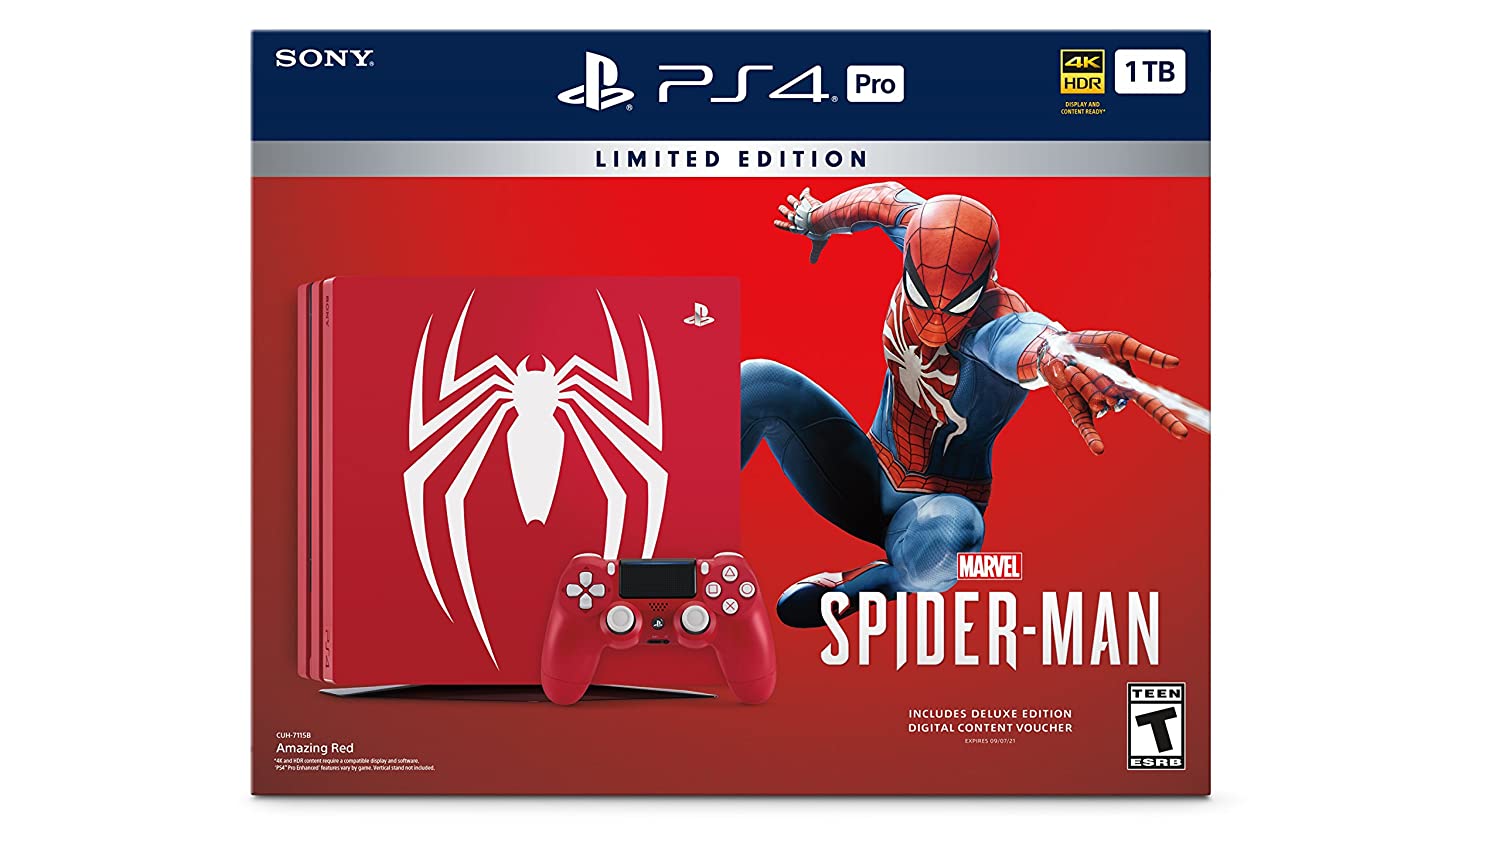 SONY®
PS4® Pro
4K
HDR
DISPLAY AND
CONTENT READY*
1TB
LIMITED EDITION
SONY
PS4
MARVEL
SPIDER-MAN
INCLUDES DELUXE EDITION
DIGITAL CONTENT VOUCHER
EXPIRES 09/07/21
TEEN
T
ESRB
CUH-7115B
Amazing Red
*4K and HDR content require a compatible display and software.
'PS4™ Pro Enhanced' features vary by game. Vertical stand not included.